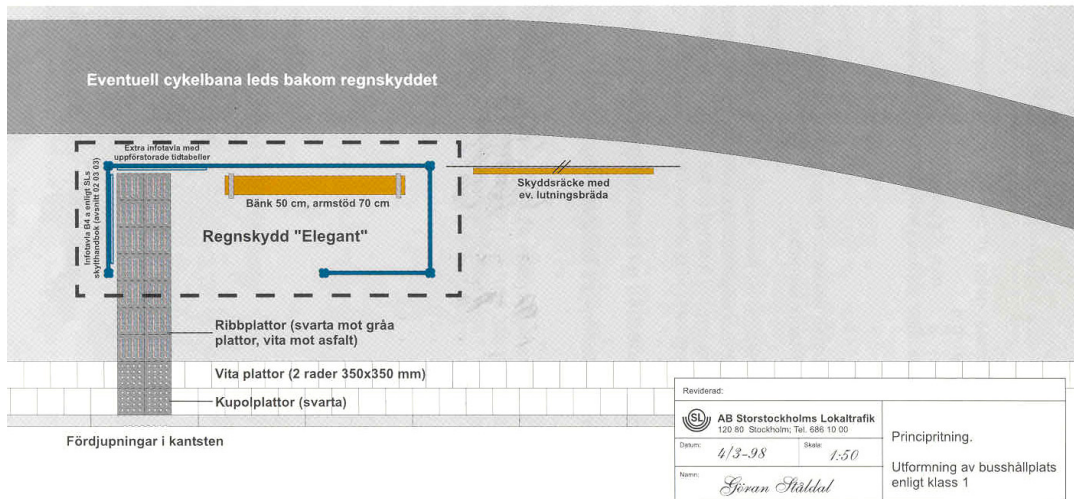 Eventuell cykelbana leds bakom regnskyddet
Extra infotavla med
uppförstorade tidtabeller
Infotavla B4 a enligt SLs
skylthandbok (avsnitt 02 03 03)
Bänk 50 cm, armstöd 70 cm
Skyddsräcke med
ev. lutningsbräda
Regnskydd "Elegant"
Ribbplattor (svarta mot gråa
plattor, vita mot asfalt)
Vita plattor (2 rader 350x350 mm)
Kupolplattor (svarta)
Fördjupningar i kantsten
Reviderad:
SL
AB Storstockholms Lokaltrafik
120 80 Stockholm; Tel. 686 10 00
Datum:
4/3-98
Skala:
1:50
Namn:
Göran Ståldal
Principritning.
Utformning av busshållplats
enligt klass 1